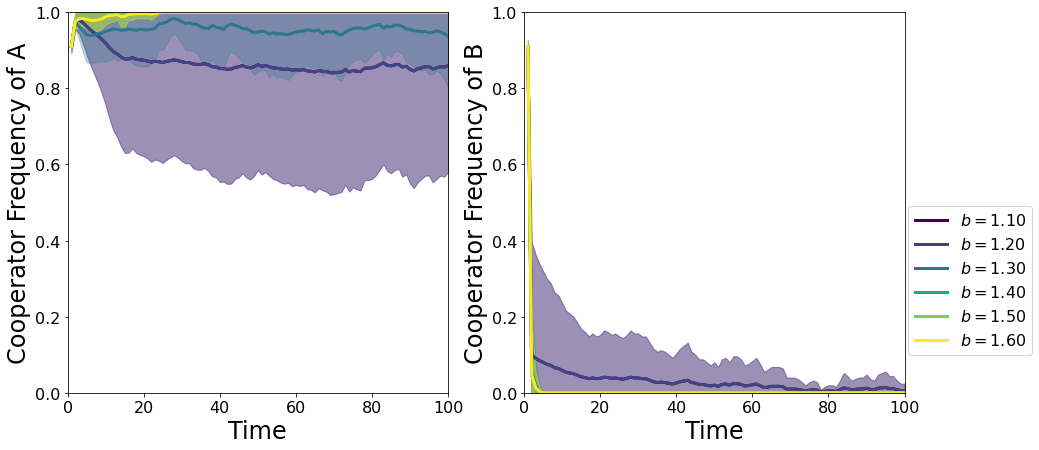 Cooperator Frequency of A
1.0
0.8
0.6
0.4
0.2
0.0
0 20 40 60 80 100
Time
Cooperator Frequency of B
1.0
0.8
0.6
0.4
0.2
0.0
0 20 40 60 80 100
Time
b = 1.10
b = 1.20
b = 1.30
b = 1.40
b = 1.50
b = 1.60